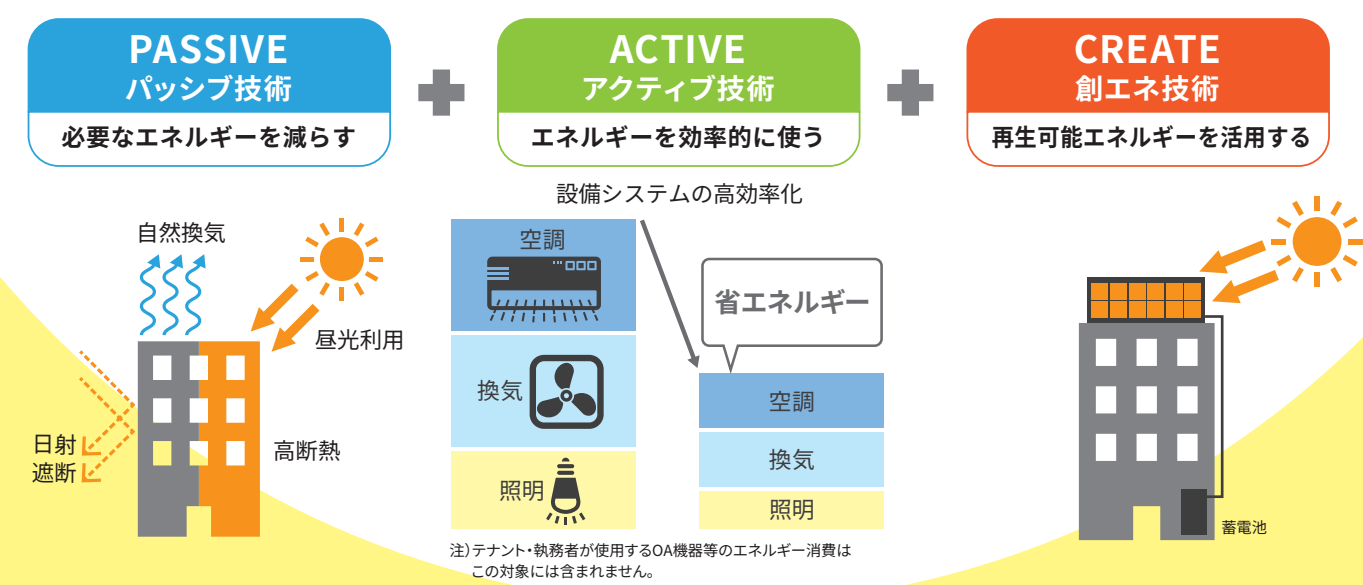 PASSIVE
パッシブ技術
必要なエネルギーを減らす
ACTIVE
アクティブ技術
エネルギーを効率的に使う
CREATE
創エネ技術
再生可能エネルギーを活用する
自然換気
昼光利用
日射
遮断
高断熱
設備システムの高効率化
空調
換気
照明
省エネルギー
空調
換気
照明
注)テナント・執務者が使用するOA機器等のエネルギー消費は
この対象には含まれません。
蓄電池